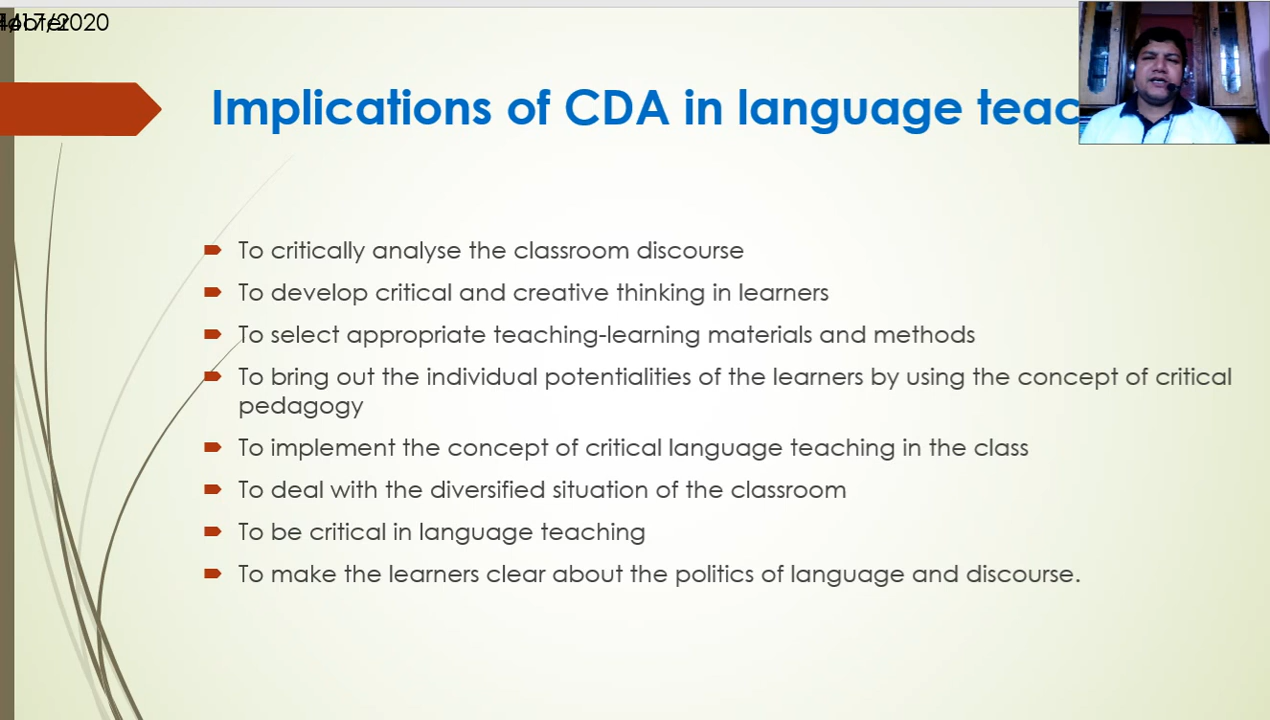 17/2020
Implications of CDA in language teac
To critically analyse the classroom discourse
To develop critical and creative thinking in learners
To select appropriate teaching-learning materials and methods
To bring out the individual potentialities of the learners by using the concept of critical
pedagogy
To implement the concept of critical language teaching in the class
To deal with the diversified situation of the classroom
To be critical in language teaching
To make the learners clear about the politics of language and discourse.